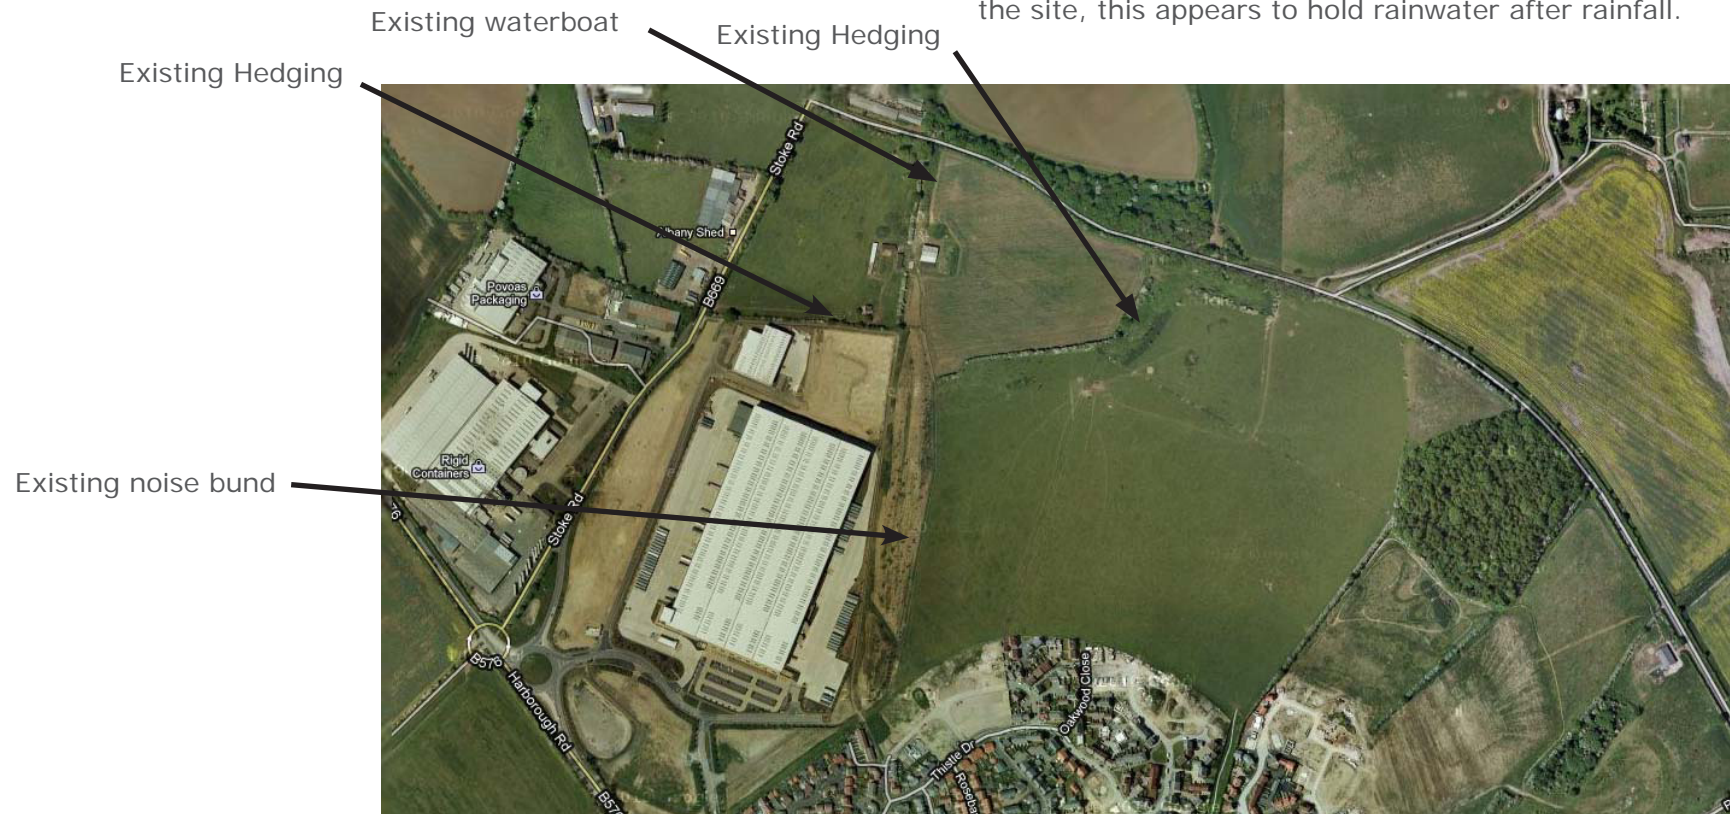 the site, this appears to hold rainwater after rainfall.
Existing waterboat
Existing Hedging
Existing Hedging
Existing noise bund
Stoke Rd
Albany Shed
B669
Povoas
Packaging
Rigid
Containers
Stoke Rd
B576
Harborough Rd
Oakwood Close
Thistle Dr